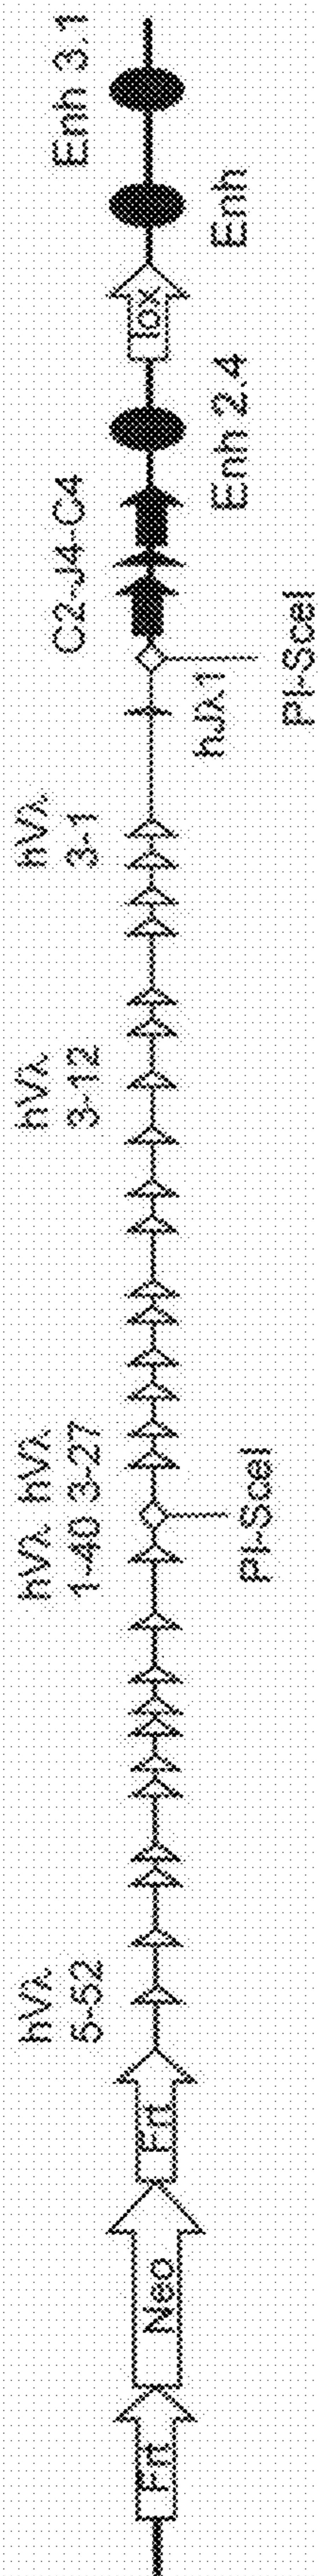 Frt
Neo
Frt
hVλ
5-52
hVλ hVλ
1-40 3-27
PI-SceI
hVλ
3-12
hVλ
3-1
hJλ1
PI-SceI
C2-J4-C4
Enh 2.4
lox
Enh
Enh 3.1